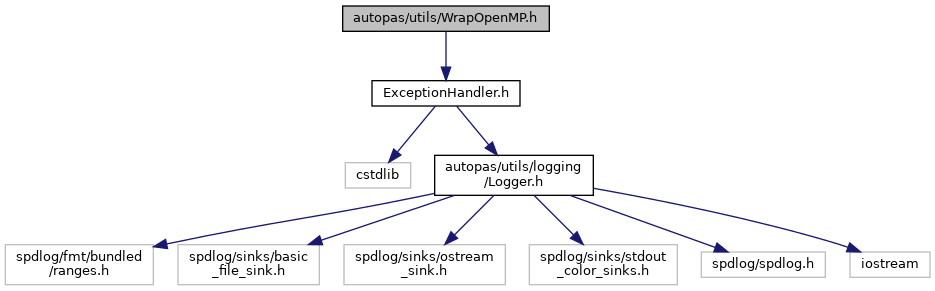 autopas/utils/WrapOpenMP.h
ExceptionHandler.h
cstdlib
autopas/utils/logging
/Logger.h
spdlog/fmt/bundled
/ranges.h
spdlog/sinks/basic
_file_sink.h
spdlog/sinks/ostream
_sink.h
spdlog/sinks/stdout
_color_sinks.h
spdlog/spdlog.h
iostream